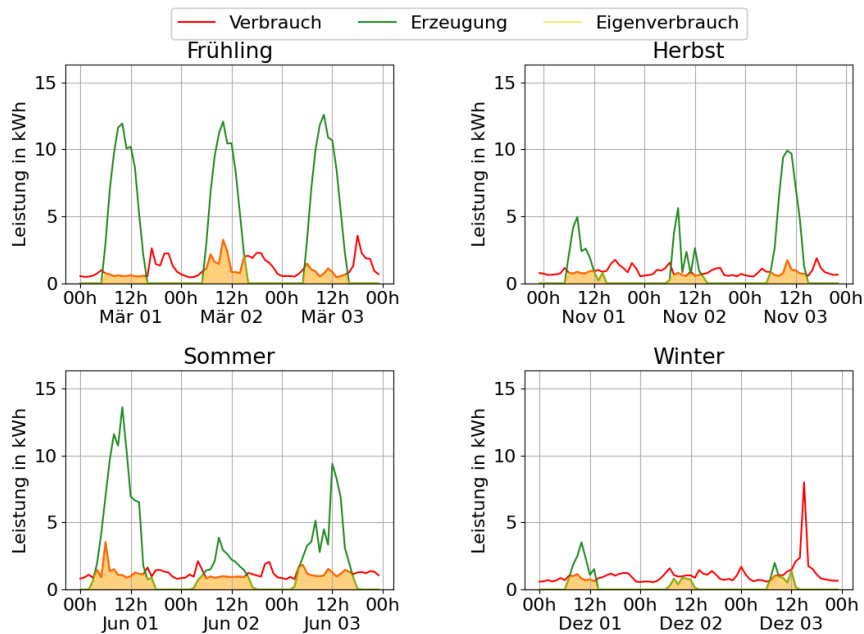 Verbrauch Erzeugung Eigenverbrauch
Frühling
Leistung in kWh
15
10
5
0
00h 12h 00h 12h 00h 12h 00h
Mär 01 Mär 02 Mär 03
Herbst
Leistung in kWh
15
10
5
0
00h 12h 00h 12h 00h 12h 00h
Nov 01 Nov 02 Nov 03
Sommer
Leistung in kWh
15
10
5
0
00h 12h 00h 12h 00h 12h 00h
Jun 01 Jun 02 Jun 03
Winter
Leistung in kWh
15
10
5
0
00h 12h 00h 12h 00h 12h 00h
Dez 01 Dez 02 Dez 03